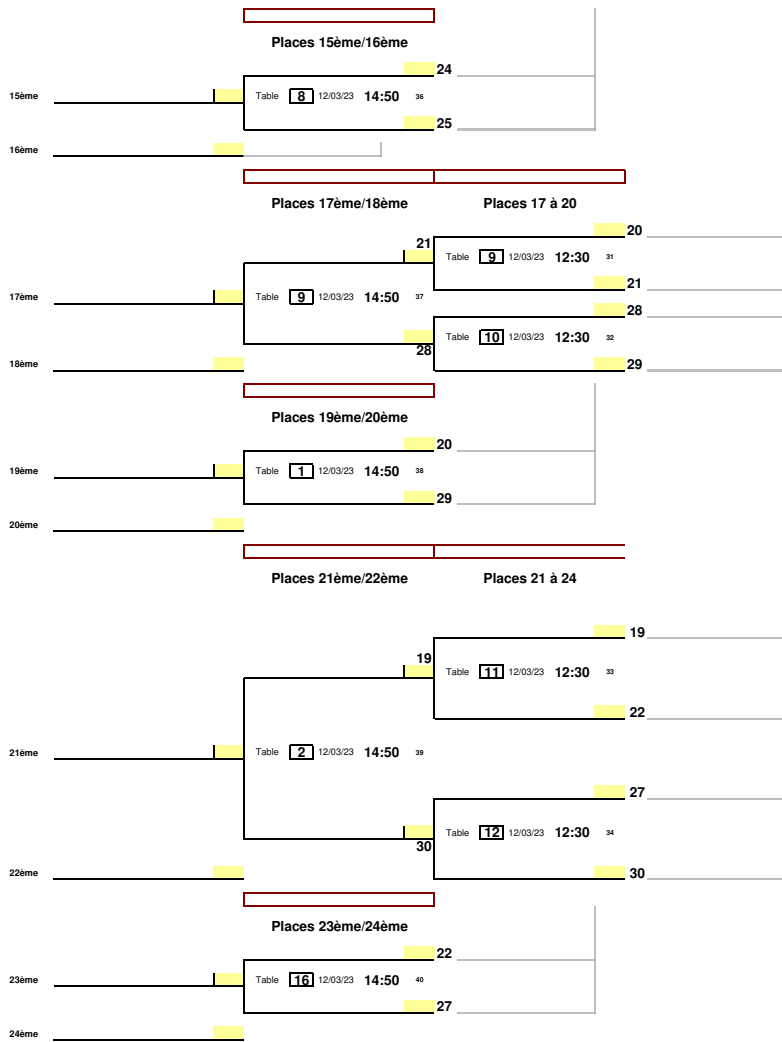 Places 15ème/16ème
24
15ème Table 8 12/03/23 14:50 36
25
16ème
Places 17ème/18ème Places 17 à 20
20
21
Table 9 12/03/23 12:30 31
21
17ème Table 9 12/03/23 14:50 37
28
Table 10 12/03/23 12:30 32
28
18ème 29
Places 19ème/20ème
20
19ème Table 1 12/03/23 14:50 38
29
20ème
Places 21ème/22ème Places 21 à 24
19
19
Table 11 12/03/23 12:30 33
22
21ème Table 2 12/03/23 14:50 39
27
Table 12 12/03/23 12:30 34
30
22ème 30
Places 23ème/24ème
22
23ème Table 16 12/03/23 14:50 40
27
24ème